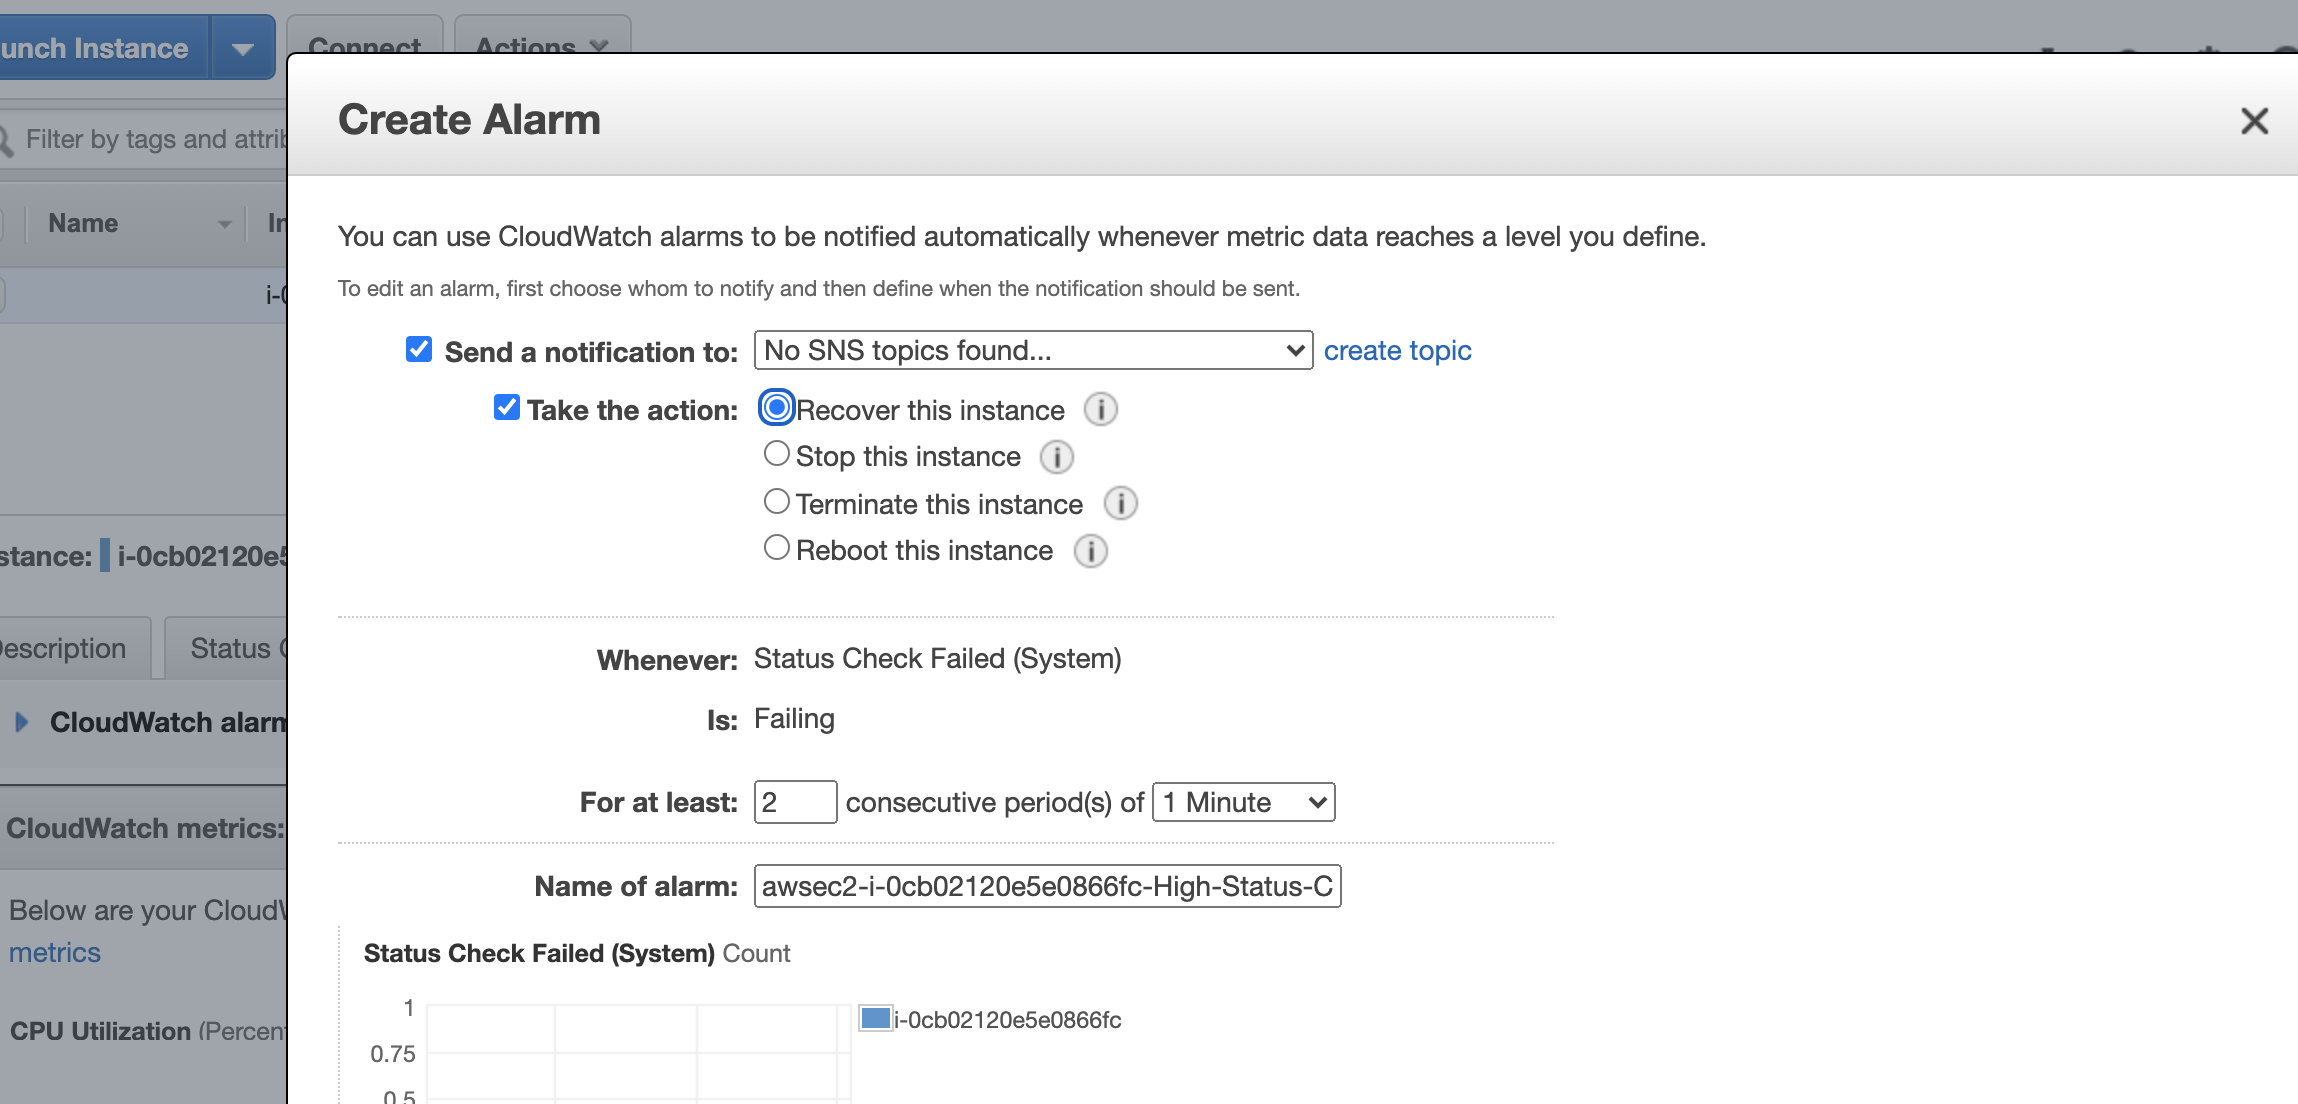 unch Instance
Connect
Actions
Create Alarm
Filter by tags and attrib
Name
In
You can use CloudWatch alarms to be notified automatically whenever metric data reaches a level you define.
To edit an alarm, first choose whom to notify and then define when the notification should be sent.
i-0
Send a notification to: No SNS topics found... create topic
Take the action: Recover this instance i
Stop this instance i
Terminate this instance i
Reboot this instance i
stance: i-0cb02120e5
Description
Status C
Whenever: Status Check Failed (System)
Is: Failing
CloudWatch alarm
For at least: 2 consecutive period(s) of 1 Minute
CloudWatch metrics:
Name of alarm: awsec2-i-0cb02120e5e0866fc-High-Status-C
Below are your CloudW
metrics
Status Check Failed (System) Count
1
i-0cb02120e5e0866fc
CPU Utilization (Percent
0.75
0.5